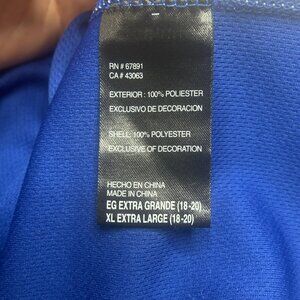 RN # 67891
CA # 43063
EXTERIOR: 100% POLIESTER
EXCLUSIVO DE DECORACION
SHELL: 100% POLYESTER
EXCLUSIVE OF DECORATION
HECHO EN CHINA
MADE IN CHINA
EG EXTRA GRANDE (18-20)
XL EXTRA LARGE (18-20)